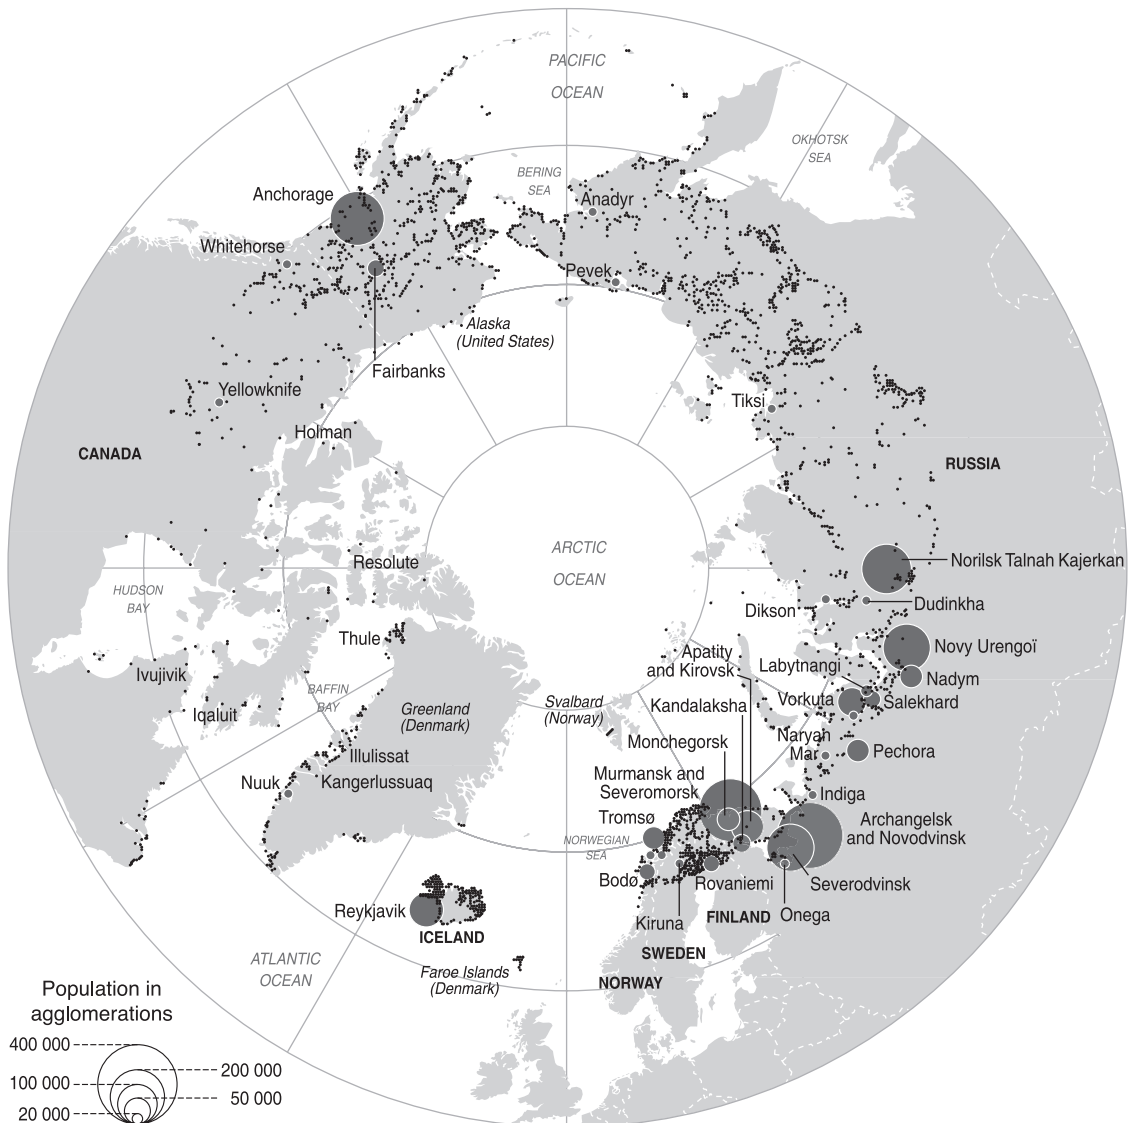 PACIFIC
OCEAN
OKHOTSK
SEA
BERING
SEA
Anchorage
Anadyr
Whitehorse
Pevek
Alaska
(United States)
Fairbanks
Yellowknife
Tiksi
Holman
CANADA
RUSSIA
ARCTIC
OCEAN
Norilsk Talnah Kajerkan
Resolute
HUDSON
BAY
Dikson
Dudinkha
Thule
Apatity
and Kirovsk
Labytnangi
Novy Urengoï
Ivujivik
Nadym
BAFFIN
BAY
Svalbard
(Norway)
Kandalaksha
Vorkuta
Salekhard
Iqaluit
Greenland
(Denmark)
Monchegorsk
Naryah
Mar
Pechora
Illulissat
Kangerlussuaq
Nuuk
Murmansk and
Severomorsk
Indiga
Tromsø
Archangelsk
and Novodvinsk
NORWEGIAN
SEA
Bodø
Rovaniemi
Severodvinsk
Reykjavik
Kiruna
FINLAND
Onega
ICELAND
SWEDEN
ATLANTIC
OCEAN
Faroe Islands
(Denmark)
NORWAY
Population in
agglomerations
400 000
200 000
100 000
50 000
20 000